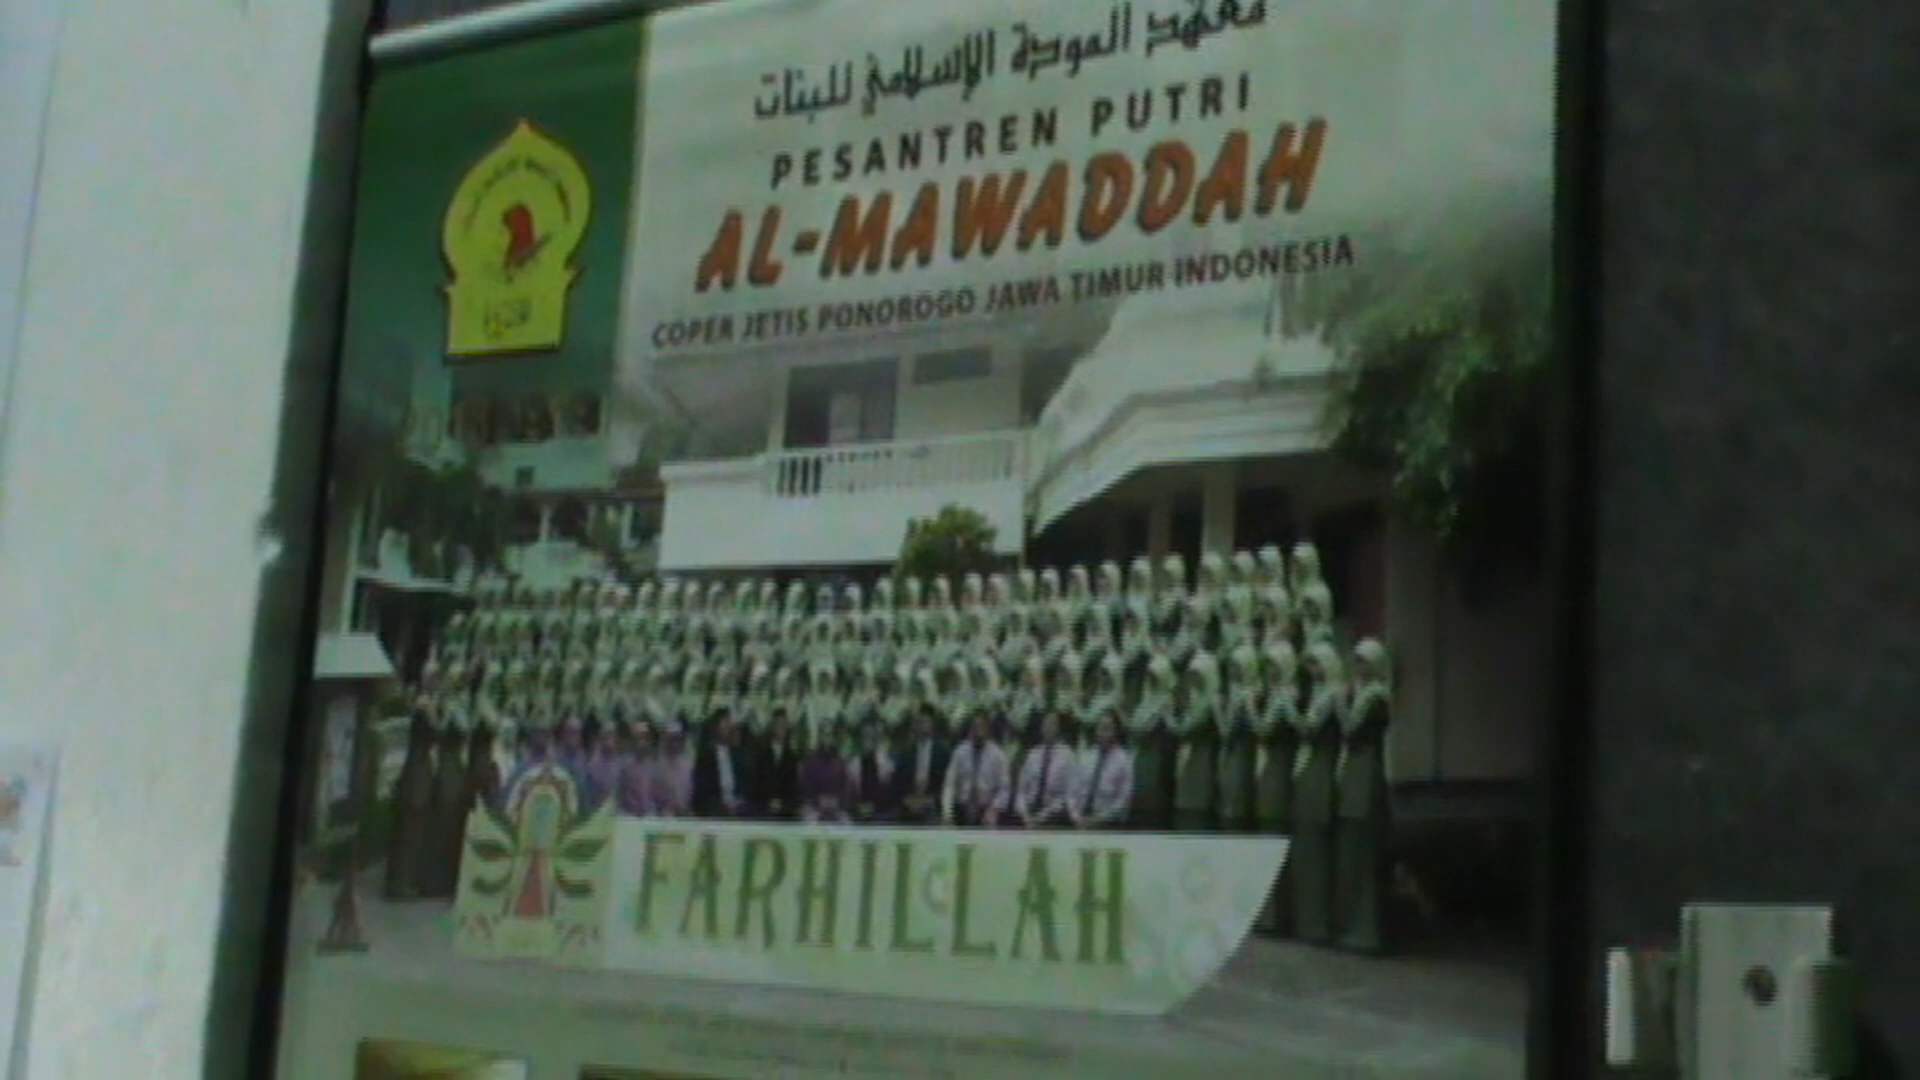 معهد المودة الإسلامي للبنات
PESANTREN PUTRI
AL-MAWADDAH
COPER JETIS PONOROGO JAWA TIMUR INDONESIA
FARHILLAH